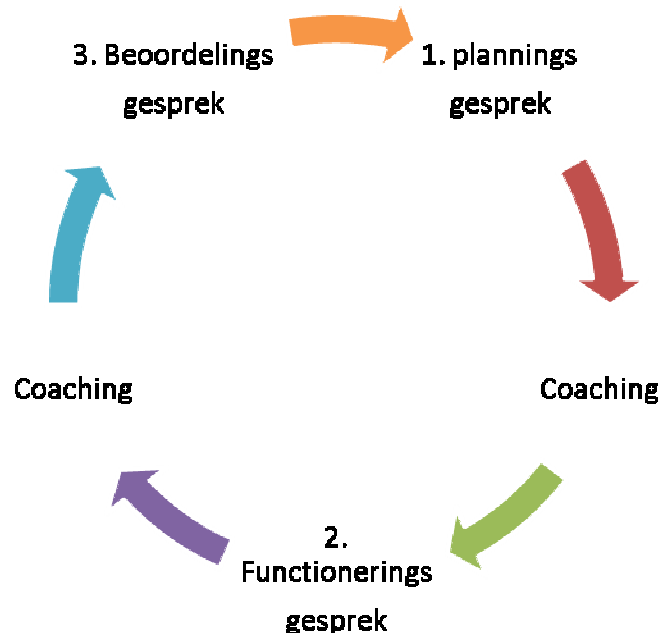 3. Beoordelings
gesprek
1. plannings
gesprek
Coaching
Coaching
2.
Functionerings
gesprek